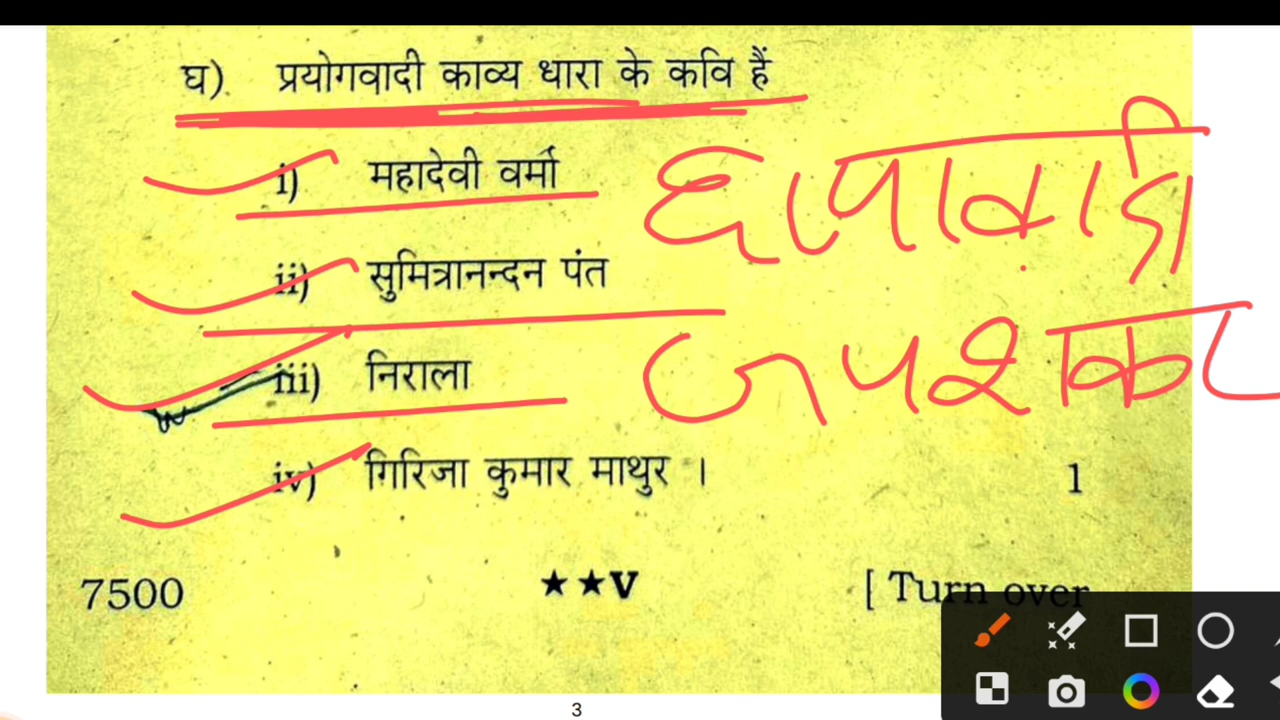 घ) प्रयोगवादी काव्य धारा के कवि हैं
i) महादेवी वर्मा
ii) सुमित्रानन्दन पंत
iii) निराला
iv) गिरिजा कुमार माथुर । 1
7500 ★★V [ Turn over
3